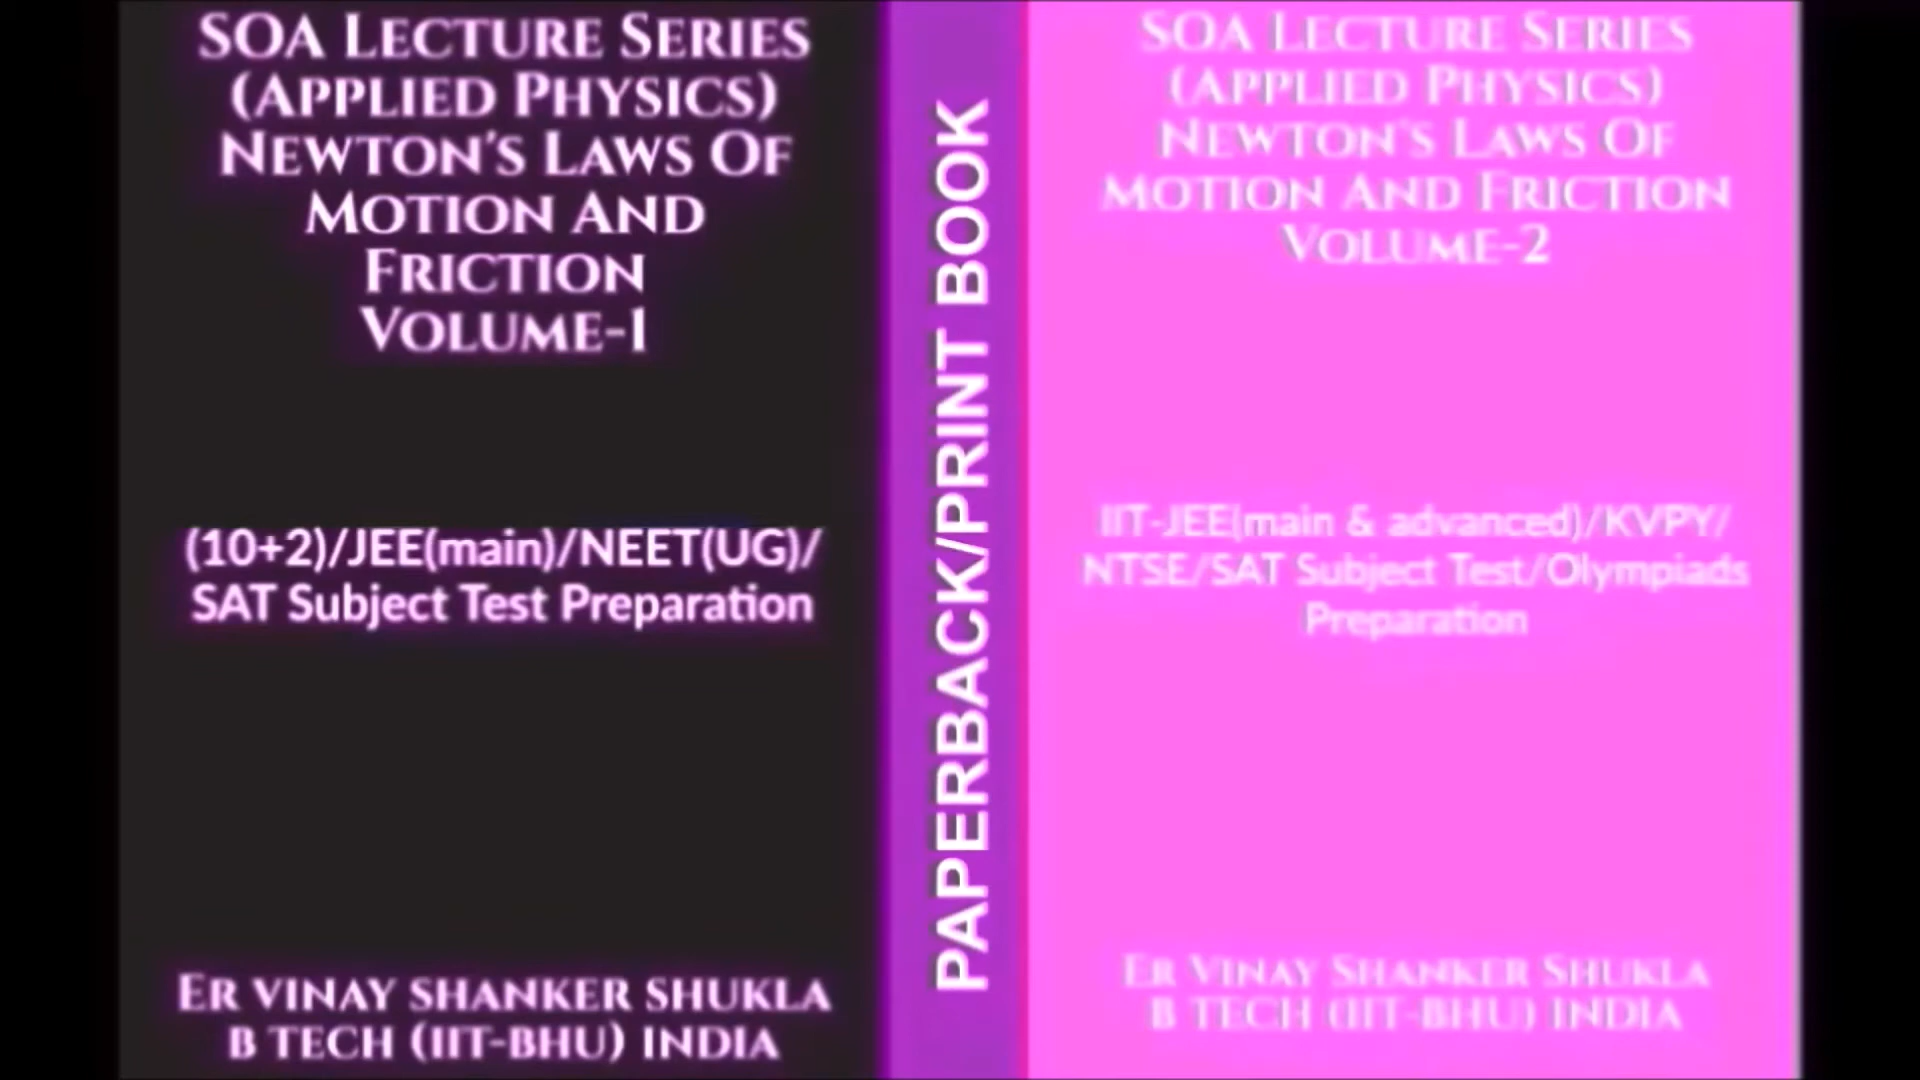 SOA LECTURE SERIES
(APPLIED PHYSICS)
NEWTON'S LAWS OF
MOTION AND
FRICTION
VOLUME-1
(10+2)/JEE(main)/NEET(UG)/
SAT Subject Test Preparation
ER VINAY SHANKER SHUKLA
B TECH (IIT-BHU) INDIA
PAPERBACK/PRINT BOOK
SOA LECTURE SERIES
(APPLIED PHYSICS)
NEWTON'S LAWS OF
MOTION AND FRICTION
VOLUME-2
IIT-JEE(main & advanced)/KVPY/
NTSE/SAT Subject Test/Olympiads
Preparation
ER VINAY SHANKER SHUKLA
B TECH (IIT-BHU) INDIA